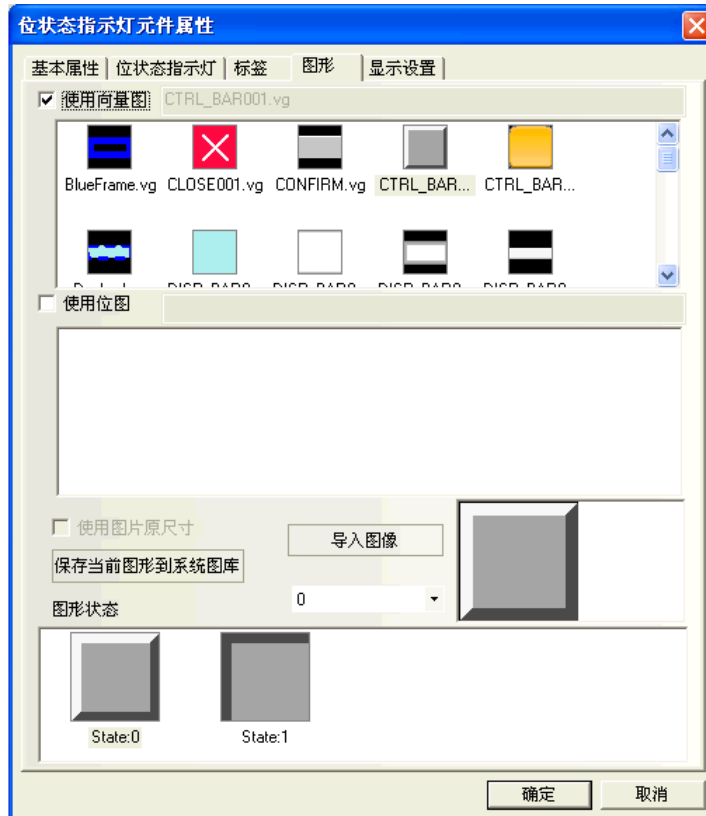 位状态指示灯元件属性
基本属性 位状态指示灯 标签 图形 显示设置
使用向量图 CTRL_BAR001.vg
BlueFrame.vg CLOSE001.vg CONFIRM.vg CTRL_BAR... CTRL_BAR...
使用位图
使用图片原尺寸
导入图像
保存当前图形到系统图库
0
图形状态
State:0 State:1
确定 取消